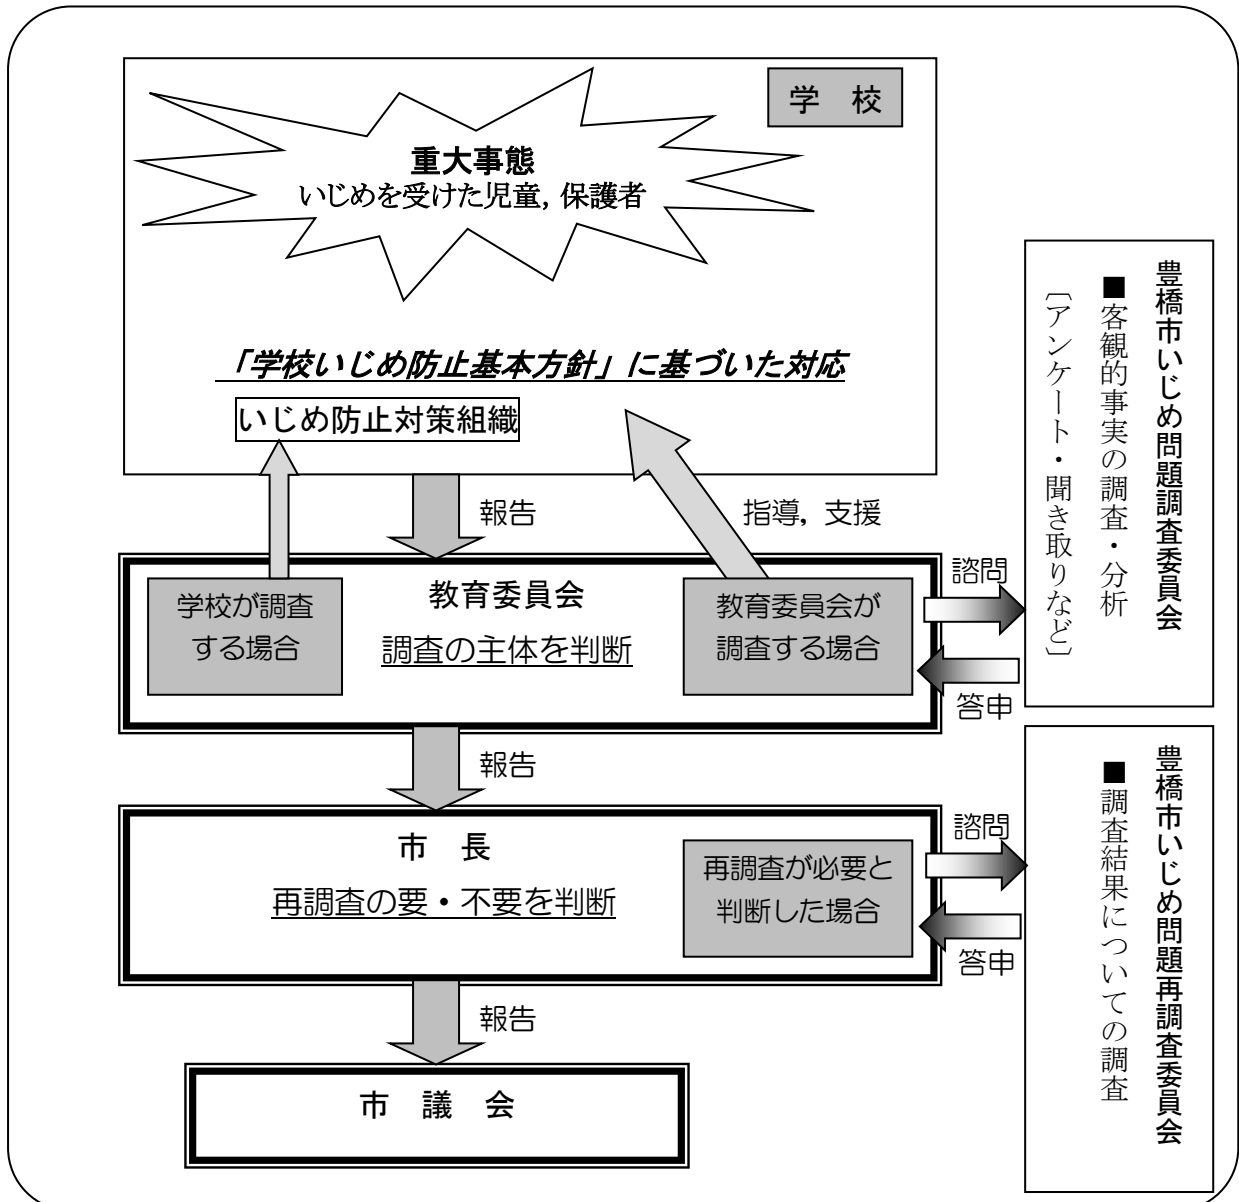 学　校
重大事態
いじめを受けた児童，保護者
「学校いじめ防止基本方針」に基づいた対応
いじめ防止対策組織
報告
指導，支援
学校が調査
する場合
教育委員会
調査の主体を判断
教育委員会が
調査する場合
諮問
答申
豊橋市いじめ問題調査委員会
■客観的事実の調査・分析
〔アンケート・聞き取りなど〕
報告
市　長
再調査の要・不要を判断
再調査が必要と
判断した場合
諮問
答申
豊橋市いじめ問題再調査委員会
■調査結果についての調査
報告
市　議　会